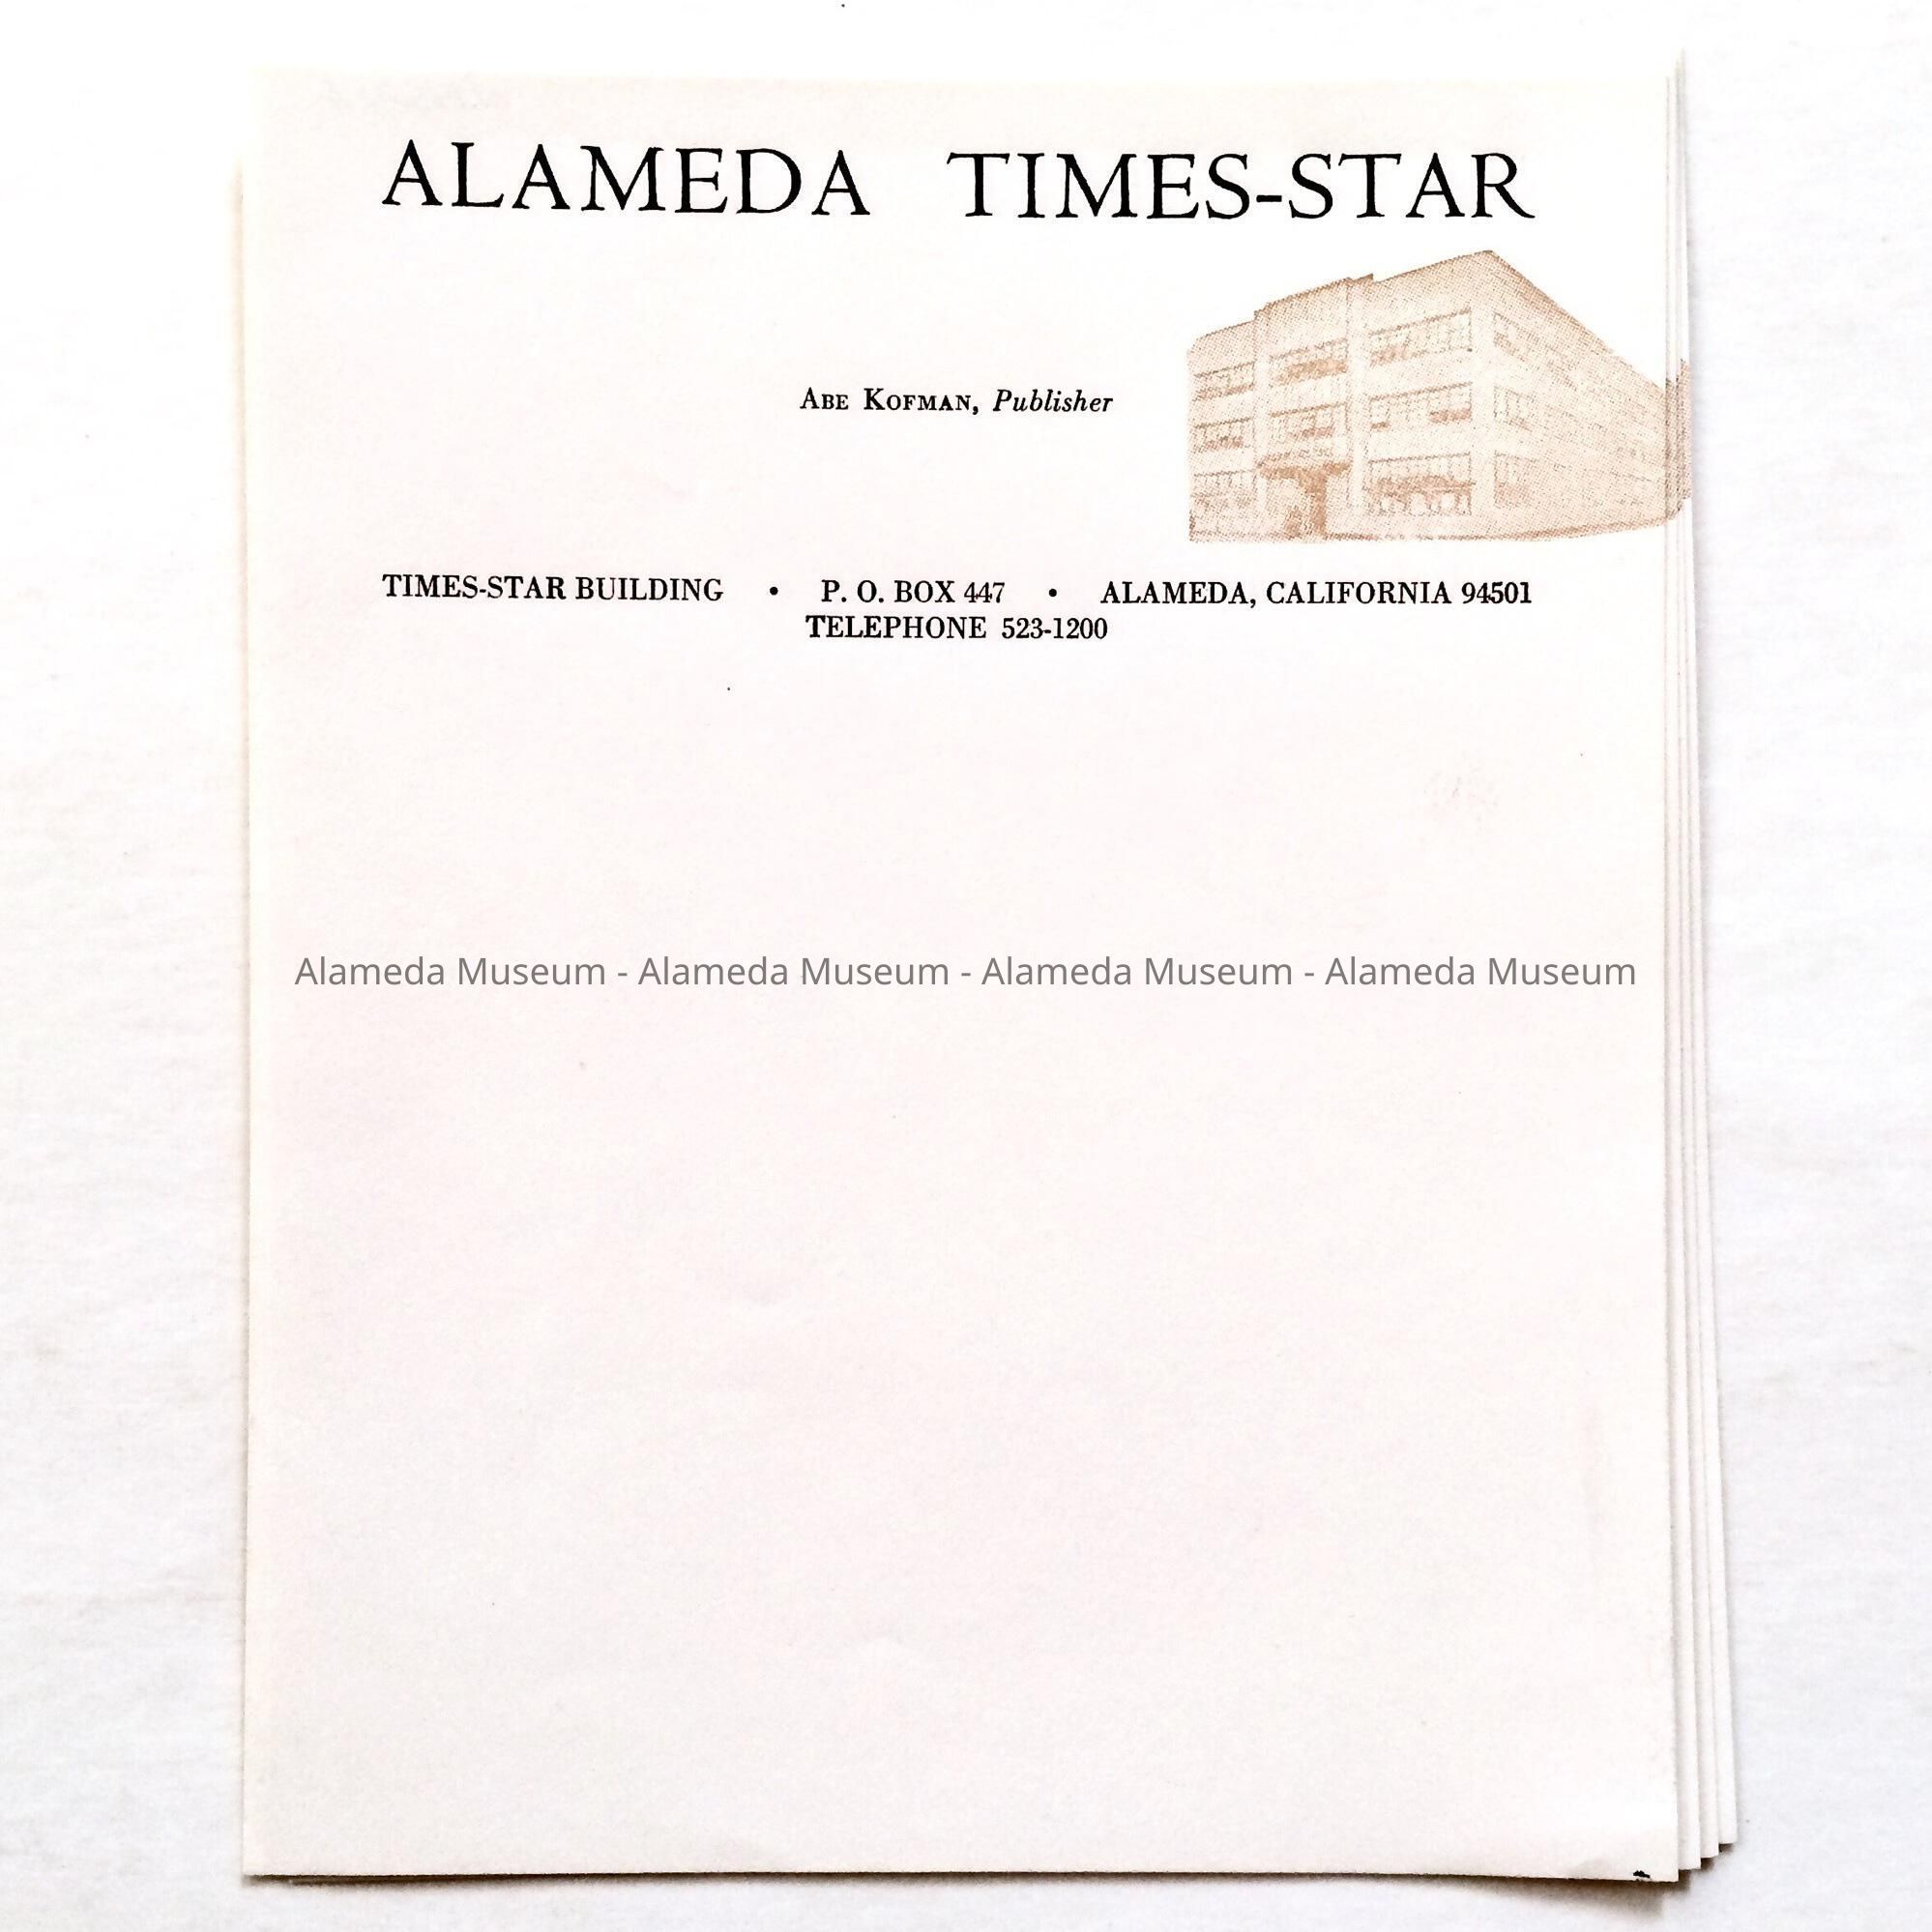 ALAMEDA TIMES-STAR
ABE KOFMAN, Publisher
TIMES-STAR BUILDING • P. O. BOX 447 • ALAMEDA, CALIFORNIA 94501
TELEPHONE 523-1200
Alameda Museum - Alameda Museum - Alameda Museum - Alameda Museum